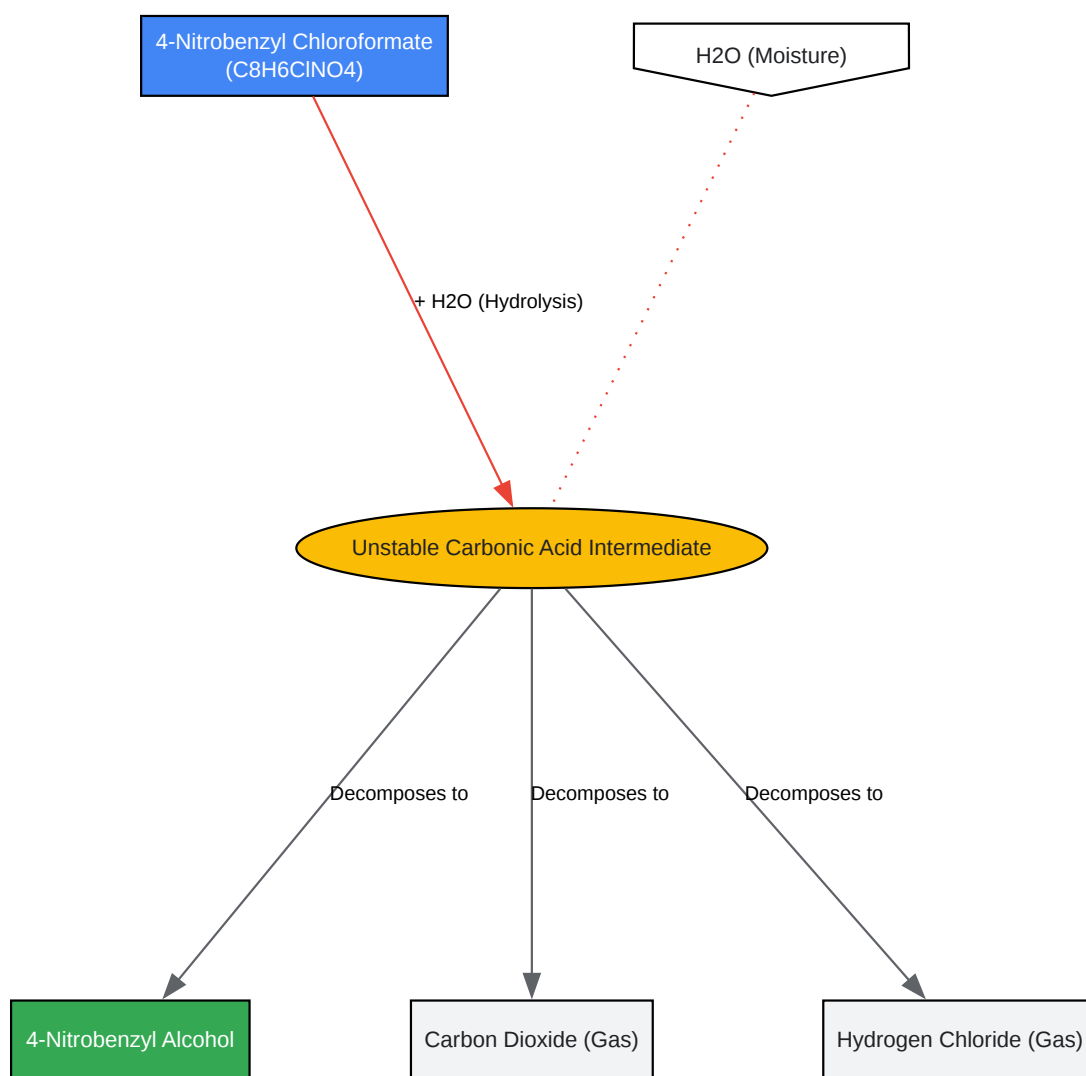 4-Nitrobenzyl Chloroformate
(C8H6ClNO4)
H2O (Moisture)
+ H2O (Hydrolysis)
Unstable Carbonic Acid Intermediate
Decomposes to
Decomposes to
Decomposes to
4-Nitrobenzyl Alcohol
Carbon Dioxide (Gas)
Hydrogen Chloride (Gas)